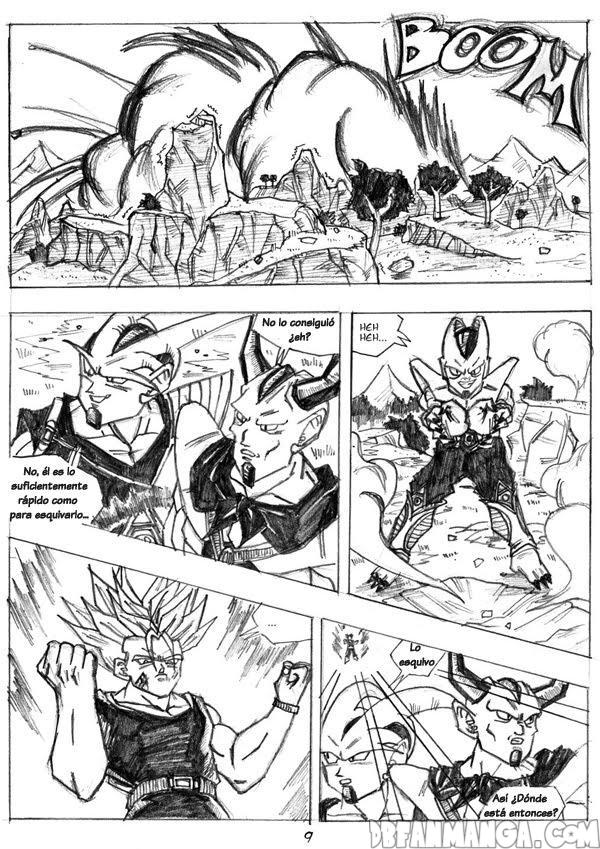 BOOM
No lo consiguió
¿eh?
HEH
HEH...
No, él es lo
suficientemente
rápido como
para esquivarlo...
...
Lo
esquivo
Así ¿Dónde
está entonces?
9
DBFANMANGA.COM